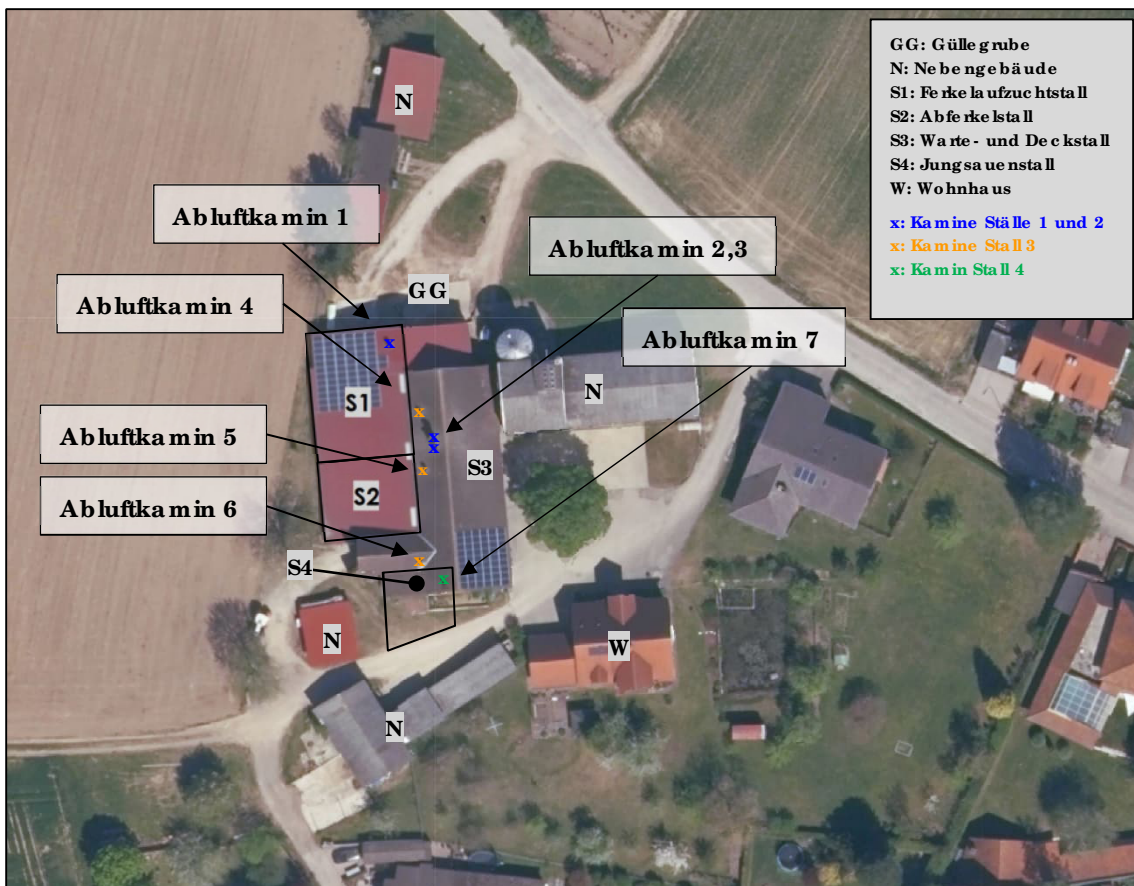 GG: Güllegrube
N: Nebengebäude
S1: Ferkelaufzuchtstall
S2: Abferkelstall
S3: Warte- und Deckstall
S4: Jungsauenstall
W: Wohnhaus
x: Kamine Ställe 1 und 2
x: Kamine Stall 3
x: Kamin Stall 4
N
Abluftkamin 1
Abluftkamin 2,3
GG
Abluftkamin 4
Abluftkamin 7
x
S1
N
x
Abluftkamin 5
x
x
S3
x
S2
Abluftkamin 6
x
S4
x
N
W
N